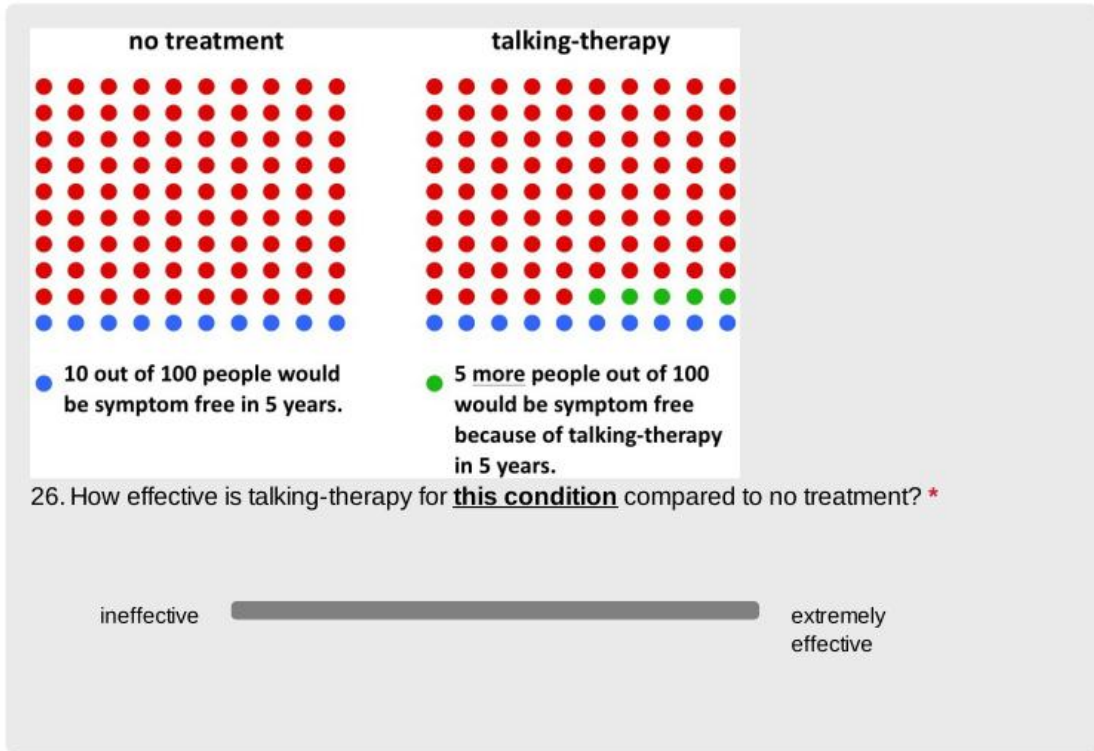 no treatment
talking-therapy
10 out of 100 people would
be symptom free in 5 years.
5 more people out of 100
would be symptom free
because of talking-therapy
in 5 years.
26. How effective is talking-therapy for this condition compared to no treatment? *
ineffective
extremely
effective